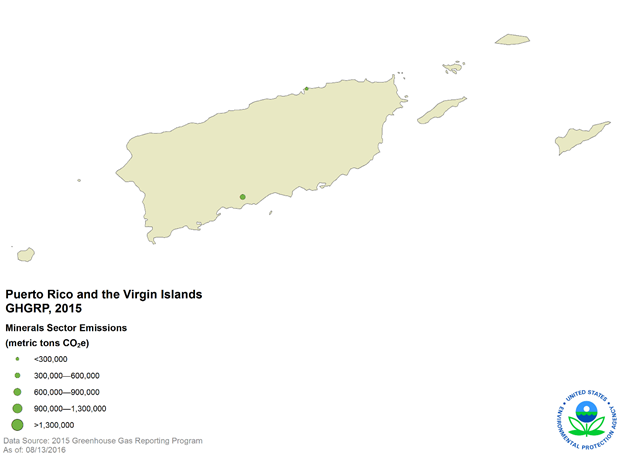 Puerto Rico and the Virgin Islands
GHGRP, 2015
Minerals Sector Emissions
(metric tons CO₂e)
<300,000
300,000—600,000
600,000—900,000
900,000—1,300,000
>1,300,000
Data Source: 2015 Greenhouse Gas Reporting Program
As of: 08/13/2016
UNITED STATES
ENVIRONMENTAL PROTECTION AGENCY